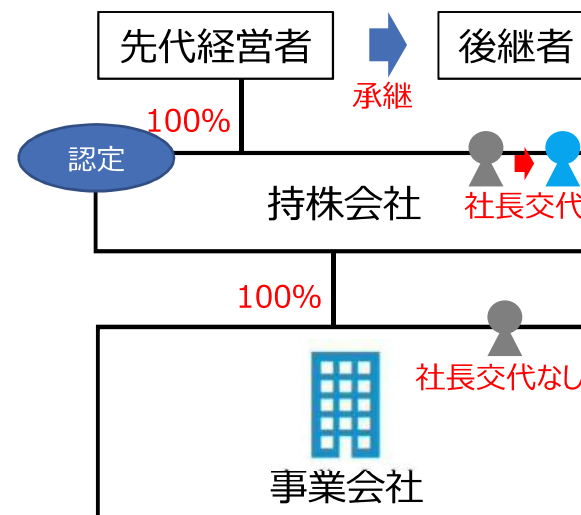 先代経営者
後継者
承継
100%
認定
持株会社
社長交代
100%
社長交代なし
事業会社